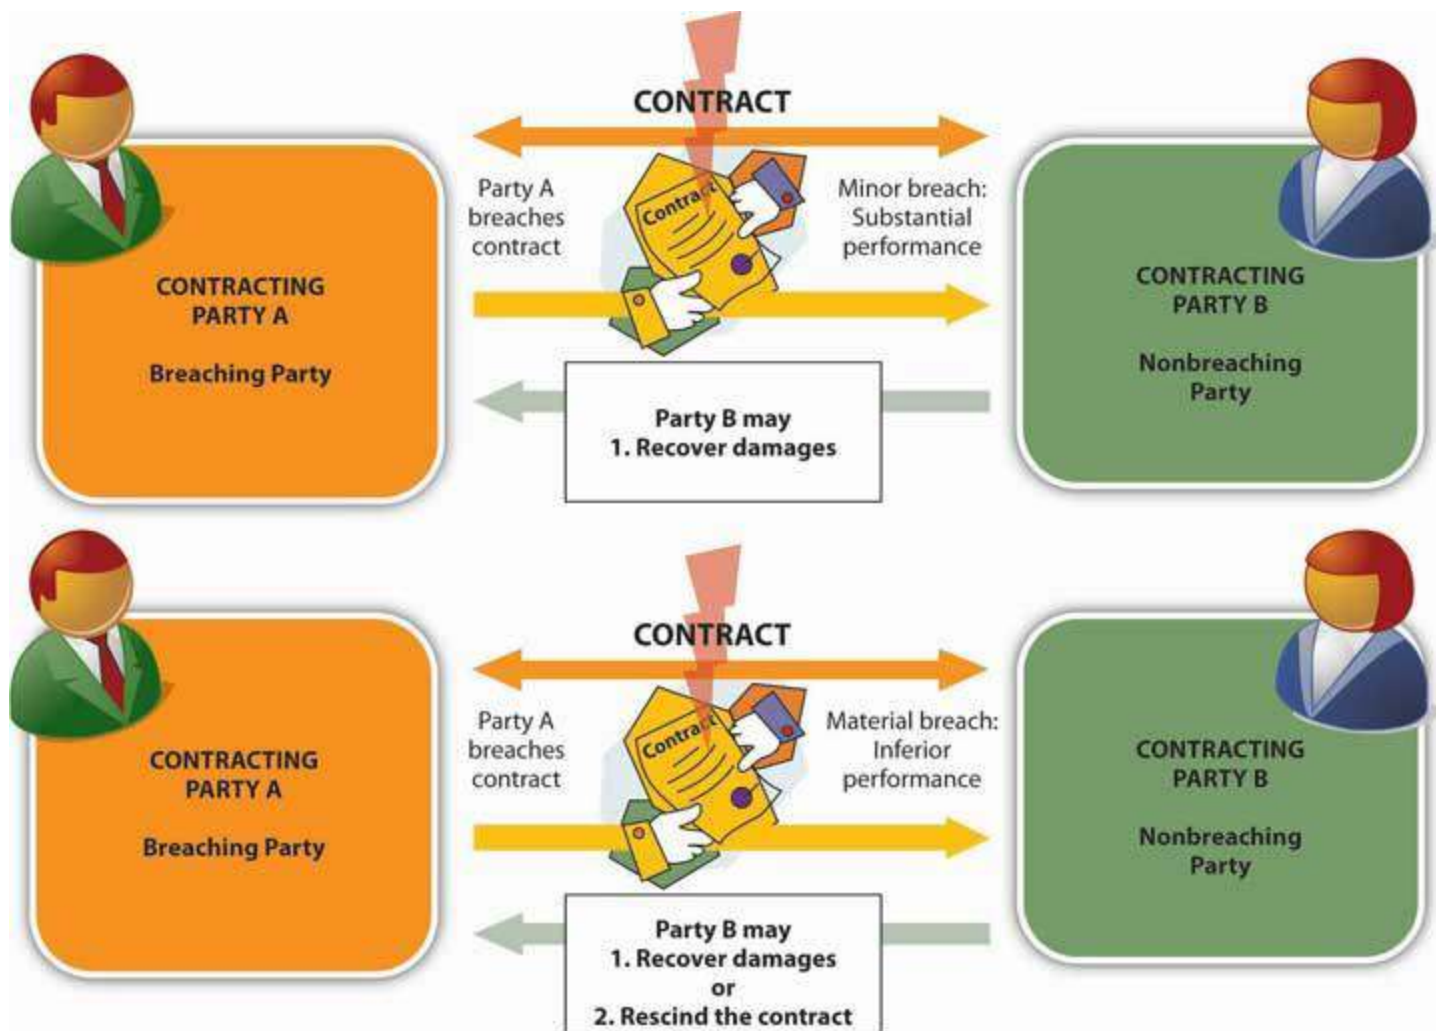 CONTRACT
Party A
breaches
contract
Contract
Minor breach:
Substantial
performance
CONTRACTING
PARTY A
Breaching Party
CONTRACTING
PARTY B
Nonbreaching
Party
Party B may
1. Recover damages
CONTRACT
Party A
breaches
contract
Contract
Material breach:
Inferior
performance
CONTRACTING
PARTY A
Breaching Party
CONTRACTING
PARTY B
Nonbreaching
Party
Party B may
1. Recover damages
or
2. Rescind the contract